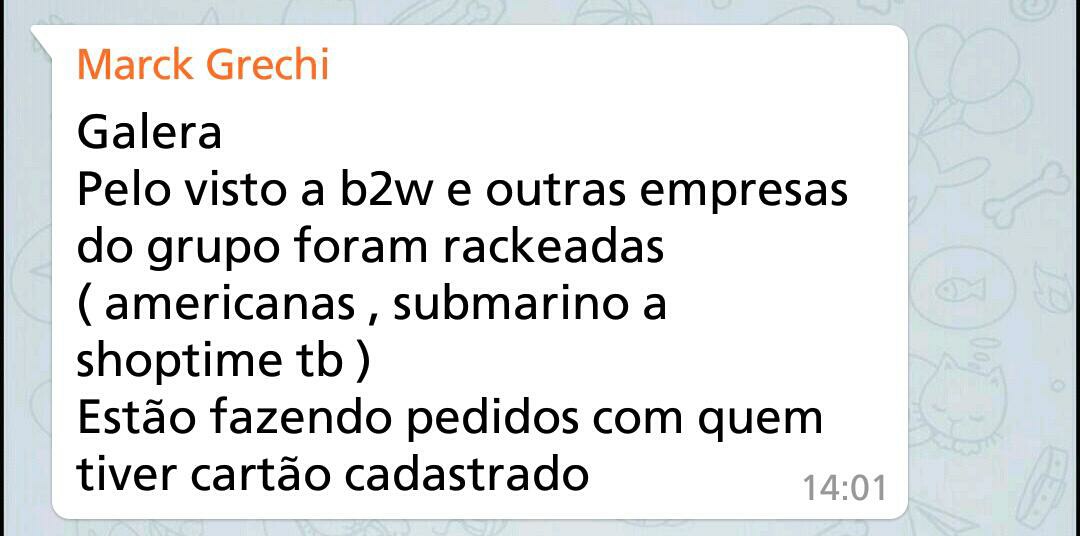 Marck Grechi
Galera
Pelo visto a b2w e outras empresas
do grupo foram rackeadas
( americanas , submarino a
shoptime tb )
Estão fazendo pedidos com quem
tiver cartão cadastrado
14:01